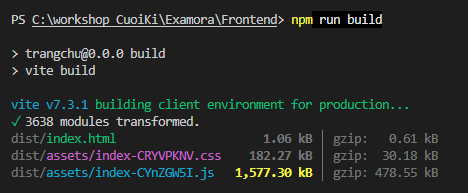 PS C:\workshop CuoiKi\Examora\Frontend> npm run build
> trangchu@0.0.0 build
> vite build
vite v7.3.1 building client environment for production...
✓ 3638 modules transformed.
dist/index.html 1.06 kB │ gzip: 0.61 kB
dist/assets/index-CRYVPKNV.css 182.27 kB │ gzip: 30.18 kB
dist/assets/index-CYnZGW5I.js 1,577.30 kB │ gzip: 478.55 kB